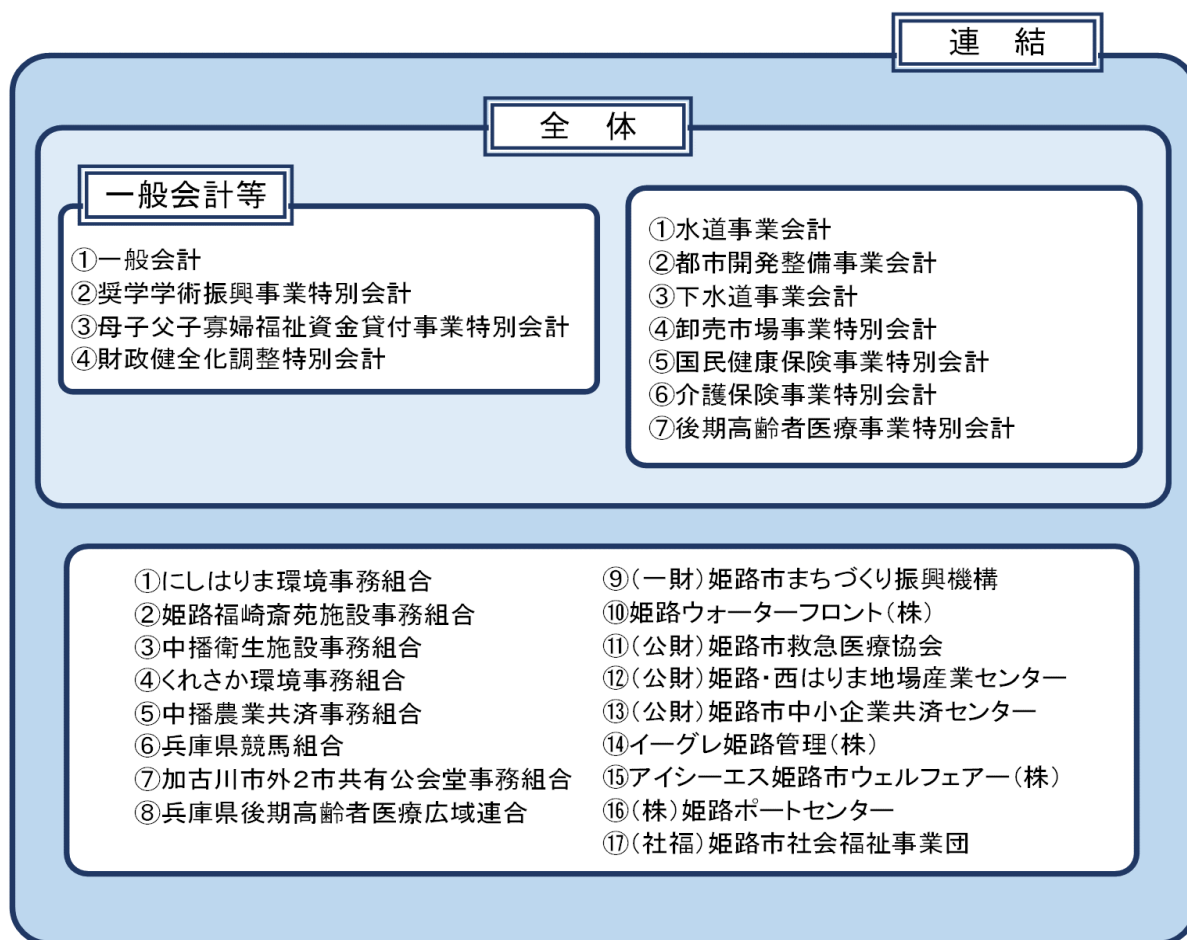 連　結
全　体
一般会計等
①一般会計
②奨学学術振興事業特別会計
③母子父子寡婦福祉資金貸付事業特別会計
④財政健全化調整特別会計
①水道事業会計
②都市開発整備事業会計
③下水道事業会計
④卸売市場事業特別会計
⑤国民健康保険事業特別会計
⑥介護保険事業特別会計
⑦後期高齢者医療事業特別会計
①にしはりま環境事務組合
②姫路福崎斎苑施設事務組合
③中播衛生施設事務組合
④くれさか環境事務組合
⑤中播農業共済事務組合
⑥兵庫県競馬組合
⑦加古川市外２市共有公会堂事務組合
⑧兵庫県後期高齢者医療広域連合
⑨（一財）姫路市まちづくり振興機構
⑩姫路ウォーターフロント（株）
⑪（公財）姫路市救急医療協会
⑫（公財）姫路・西はりま地場産業センター
⑬（公財）姫路市中小企業共済センター
⑭イーグレ姫路管理（株）
⑮アイシーエス姫路市ウェルフェアー（株）
⑯（株）姫路ポートセンター
⑰（社福）姫路市社会福祉事業団